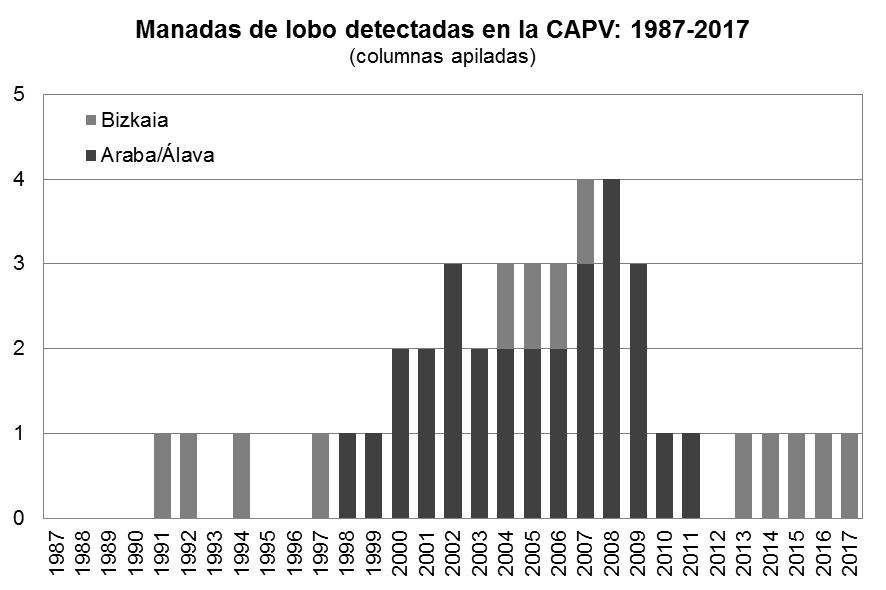 Manadas de lobo detectadas en la CAPV: 1987-2017
(columnas apiladas)
5
Bizkaia
Araba/Álava
4
3
2
1
0
1987 1988 1989 1990 1991 1992 1993 1994 1995 1996 1997 1998 1999 2000 2001 2002 2003 2004 2005 2006 2007 2008 2009 2010 2011 2012 2013 2014 2015 2016 2017